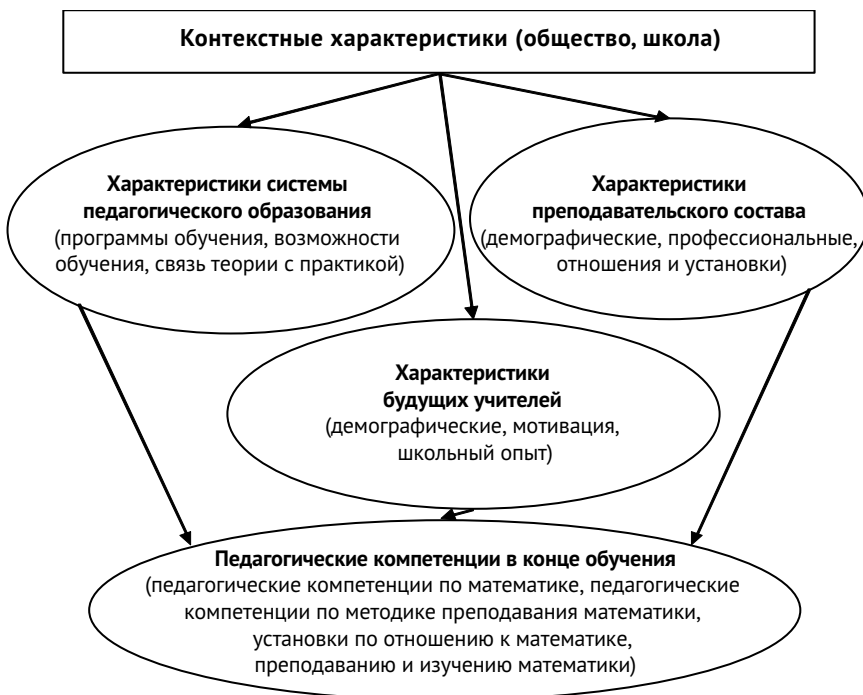 Контекстные характеристики (общество, школа)
Характеристики системы
педагогического образования
(программы обучения, возможности
обучения, связь теории с практикой)
Характеристики
преподавательского состава
(демографические, профессиональные,
отношения и установки)
Характеристики
будущих учителей
(демографические, мотивация,
школьный опыт)
Педагогические компетенции в конце обучения
(педагогические компетенции по математике, педагогические
компетенции по методике преподавания математики,
установки по отношению к математике,
преподаванию и изучению математики)